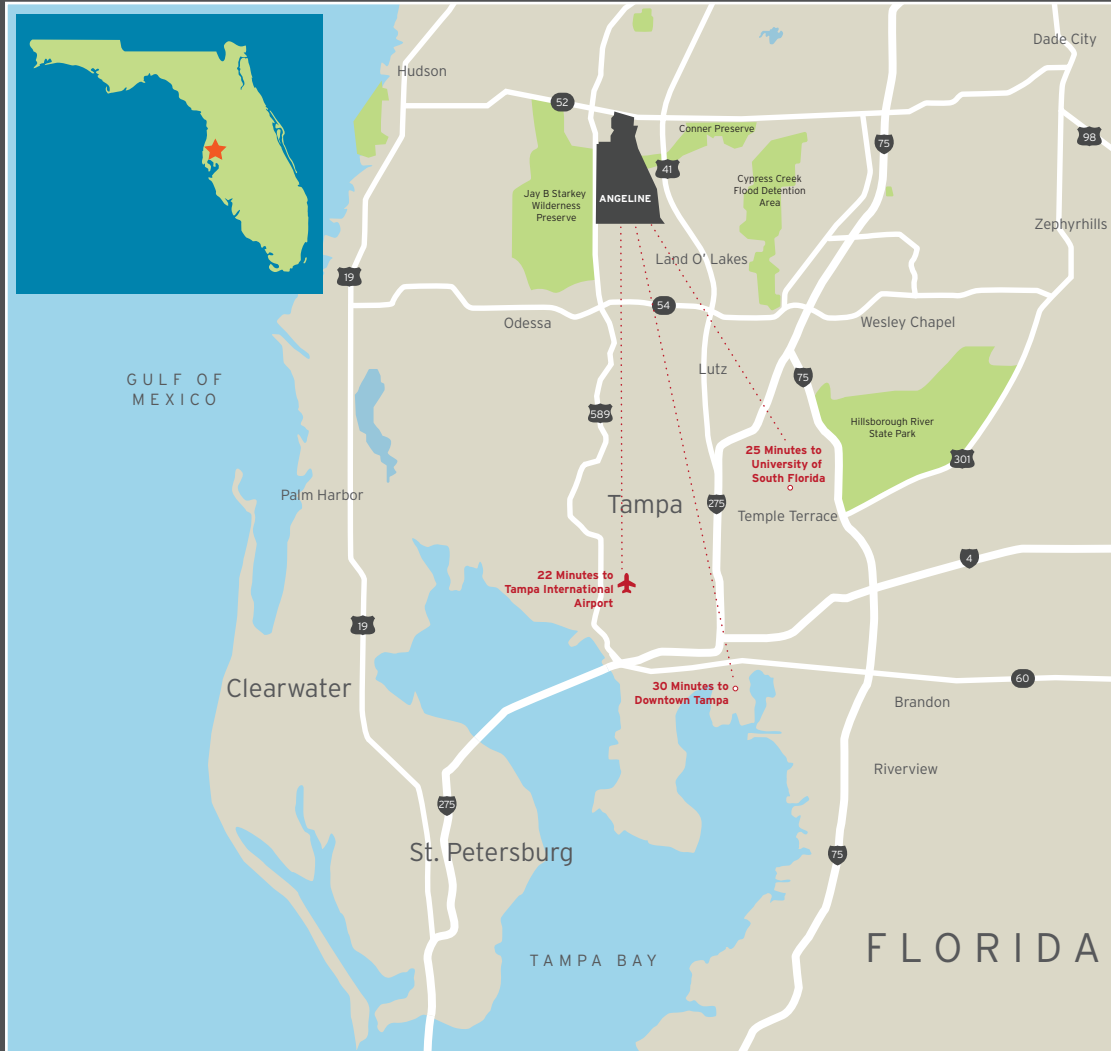 Dade City
Hudson
52
Conner Preserve
75
98
41
Jay B Starkey
Wilderness
Preserve
ANGELINE
Cypress Creek
Flood Detention
Area
Zephyrhills
Land O' Lakes
19
54
Odessa
Wesley Chapel
GULF OF
MEXICO
Lutz
75
589
Hillsborough River
State Park
25 Minutes to
University of
South Florida
301
Palm Harbor
Tampa
275
Temple Terrace
4
22 Minutes to
Tampa International
Airport
19
Clearwater
30 Minutes to
Downtown Tampa
60
Brandon
Riverview
275
St. Petersburg
75
TAMPA BAY
FLORIDA